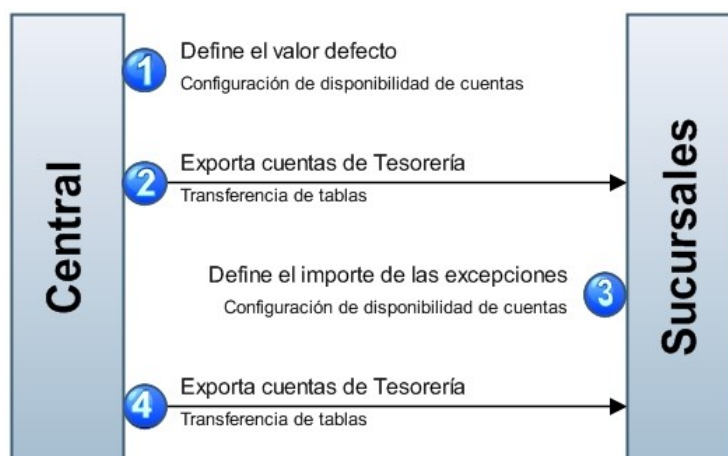 Central
1
Define el valor defecto
Configuración de disponibilidad de cuentas
2
Exporta cuentas de Tesorería
Transferencia de tablas
Define el importe de las excepciones
Configuración de disponibilidad de cuentas
3
4
Exporta cuentas de Tesorería
Transferencia de tablas
Sucursales